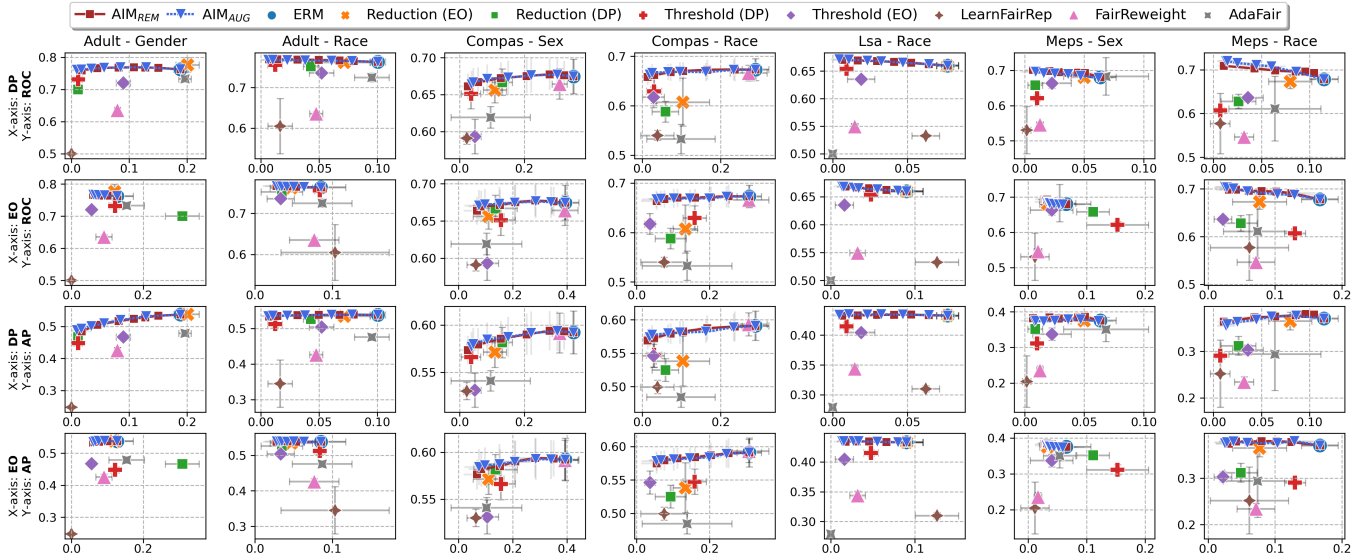 AIM_REM AIM_AUG ERM Reduction (EO) Reduction (DP) Threshold (DP) Threshold (EO) LearnFairRep FairReweight AdaFair
Adult - Gender Adult - Race Compas - Sex Compas - Race Lsa - Race Meps - Sex Meps - Race
X-axis: DP
Y-axis: ROC
0.8 0.7 0.6 0.5
0.0 0.1 0.2
0.7 0.6
0.00 0.05 0.10
0.70 0.65 0.60
0.0 0.2 0.4
0.7 0.6 0.5
0.0 0.2
0.65 0.60 0.55 0.50
0.00 0.05
0.7 0.6 0.5
0.00 0.05 0.10
0.7 0.6 0.5
0.00 0.05 0.10
X-axis: EO
Y-axis: ROC
0.8 0.7 0.6 0.5
0.0 0.2
0.7 0.6
0.0 0.1
0.70 0.65 0.60
0.0 0.2 0.4
0.7 0.6 0.5
0.0 0.2
0.65 0.60 0.55 0.50
0.0 0.1
0.7 0.6 0.5
0.0 0.1 0.2
0.7 0.6 0.5
0.0 0.1 0.2
X-axis: DP
Y-axis: AP
0.5 0.4 0.3
0.0 0.1 0.2
0.5 0.4 0.3
0.00 0.05 0.10
0.60 0.55
0.0 0.2 0.4
0.60 0.55 0.50
0.0 0.2
0.40 0.35 0.30
0.00 0.05
0.4 0.3 0.2
0.00 0.05 0.10
0.3 0.2
0.00 0.05 0.10
X-axis: EO
Y-axis: AP
0.5 0.4 0.3
0.0 0.2
0.5 0.4 0.3
0.0 0.1
0.60 0.55
0.0 0.2 0.4
0.60 0.55 0.50
0.0 0.2
0.40 0.35 0.30
0.0 0.1
0.4 0.3 0.2
0.0 0.1 0.2
0.3 0.2
0.0 0.1 0.2